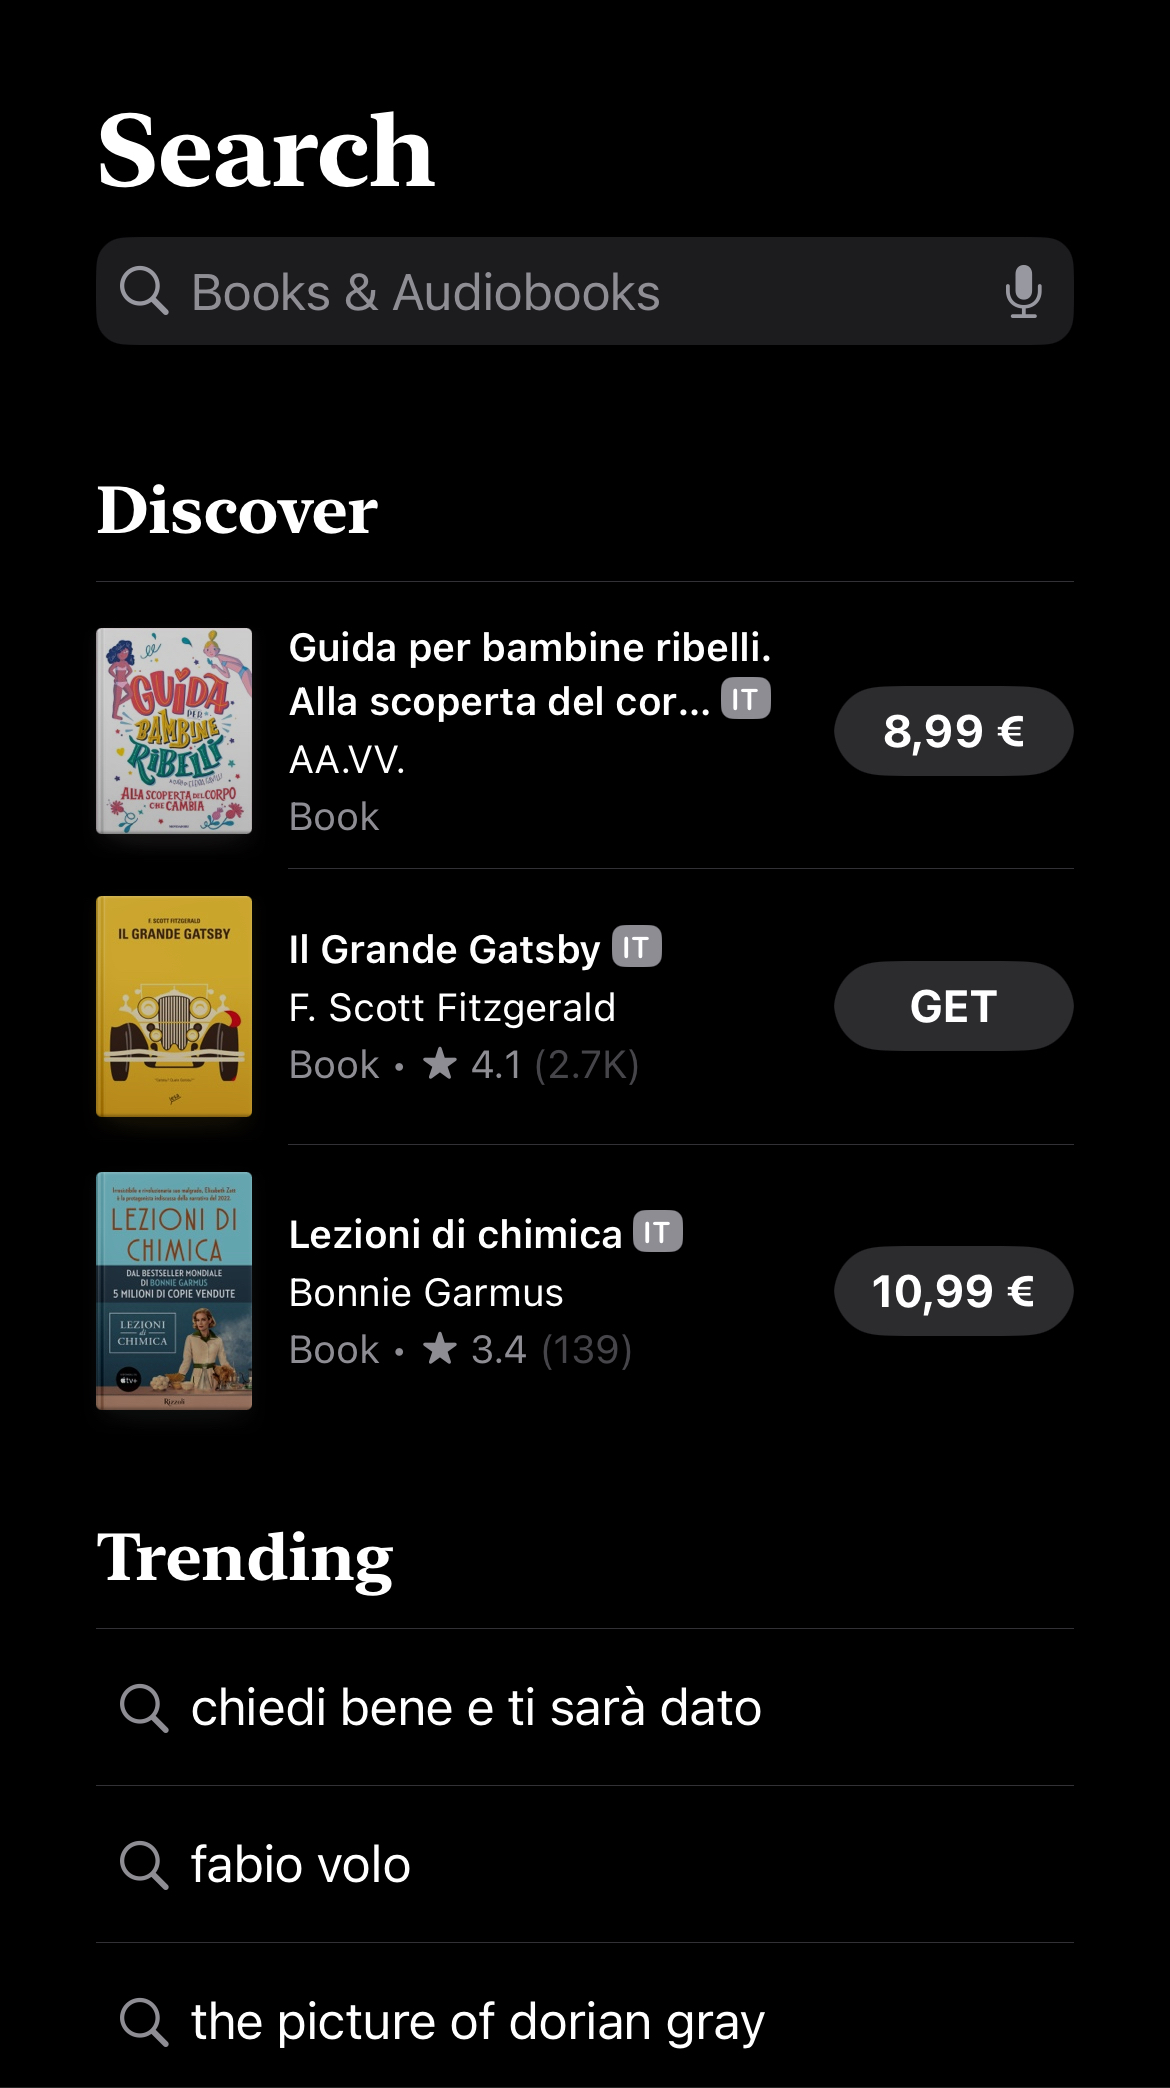 Search
Books & Audiobooks
Discover
GUIDA
PER
BAMBINE
RIBELLI
ALLA SCOPERTA DEL CORPO
CHE CAMBIA
Guida per bambine ribelli.
Alla scoperta del cor... IT
AA.VV.
Book
8,99 €
F. SCOTT FITZGERALD
IL GRANDE GATSBY
Il Grande Gatsby IT
F. Scott Fitzgerald
Book • ★ 4.1 (2.7K)
GET
LEZIONI DI
CHIMICA
DAL BESTSELLER MONDIALE
DI BONNIE GARMUS
5 MILIONI DI COPIE VENDUTE
LEZIONI
di
CHIMICA
tv+
Rizzoli
Lezioni di chimica IT
Bonnie Garmus
Book • ★ 3.4 (139)
10,99 €
Trending
chiedi bene e ti sarà dato
fabio volo
the picture of dorian gray